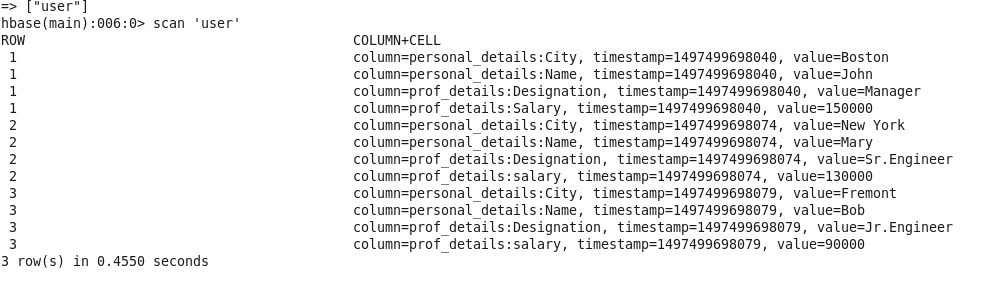 => ["user"]
hbase(main):006:0> scan 'user'
ROW COLUMN+CELL
1 column=personal_details:City, timestamp=1497499698040, value=Boston
1 column=personal_details:Name, timestamp=1497499698040, value=John
1 column=prof_details:Designation, timestamp=1497499698040, value=Manager
1 column=prof_details:Salary, timestamp=1497499698040, value=150000
2 column=personal_details:City, timestamp=1497499698074, value=New York
2 column=personal_details:Name, timestamp=1497499698074, value=Mary
2 column=prof_details:Designation, timestamp=1497499698074, value=Sr.Engineer
2 column=prof_details:salary, timestamp=1497499698074, value=130000
3 column=personal_details:City, timestamp=1497499698079, value=Fremont
3 column=personal_details:Name, timestamp=1497499698079, value=Bob
3 column=prof_details:Designation, timestamp=1497499698079, value=Jr.Engineer
3 column=prof_details:salary, timestamp=1497499698079, value=90000
3 row(s) in 0.4550 seconds